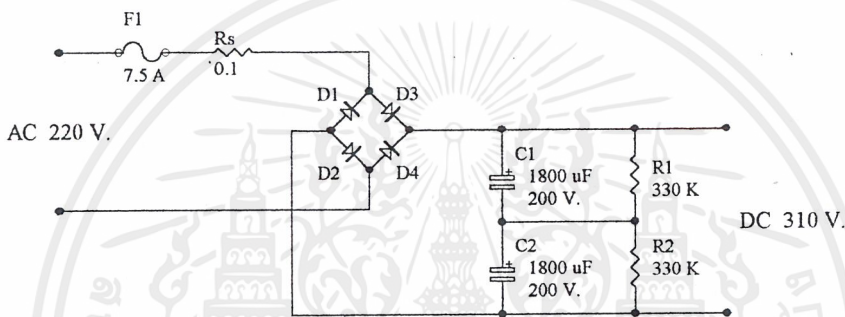 F1
7.5 A
Rs
0.1
AC 220 V.
D1
D3
D2
D4
C1
1800 uF
200 V.
R1
330 K
DC 310 V.
C2
1800 uF
200 V.
R2
330 K